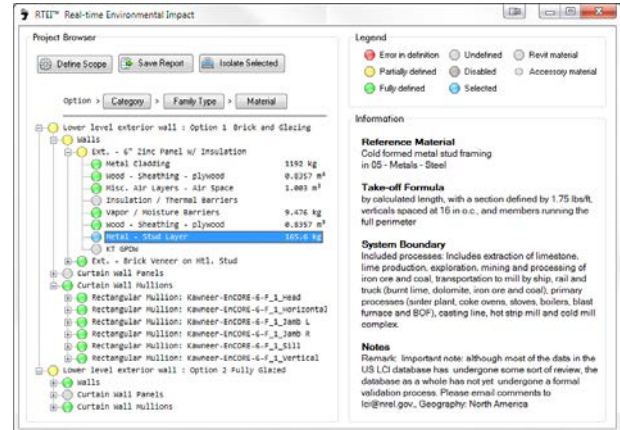 RTEI™ Real-time Environmental Impact
Project Browser
Define Scope
Save Report
Isolate Selected
Option > Category > Family Type > Material
Lower level exterior wall : Option 1 Brick and Glazing
Walls
Ext. - 6" Zinc Panel w/ Insulation
Metal Cladding 1192 kg
Wood - Sheathing - plywood 0.8357 m³
Misc. Air Layers - Air Space 1.003 m³
Insulation / Thermal Barriers
Vapor / Moisture Barriers 9.476 kg
Wood - Sheathing - plywood 0.8357 m³
Metal - Stud Layer 165.6 kg
KT GPDW
Ext. - Brick Veneer on Mtl. Stud
Curtain Wall Panels
Curtain Wall Mullions
Rectangular Mullion: Kawneer-EnCORE-6-F_1_Head
Rectangular Mullion: Kawneer-EnCORE-6-F_1_Horizontal
Rectangular Mullion: Kawneer-EnCORE-6-F_1_Jamb L
Rectangular Mullion: Kawneer-EnCORE-6-F_1_Jamb R
Rectangular Mullion: Kawneer-EnCORE-6-F_1_Sill
Rectangular Mullion: Kawneer-EnCORE-6-F_1_Vertical
Lower level exterior wall : Option 2 Fully Glazed
Walls
Curtain Wall Panels
Curtain Wall Mullions
Legend
Error in definition
Undefined
Revit material
Partially defined
Disabled
Accessory material
Fully defined
Selected
Information
Reference Material
Cold formed metal stud framing
in 05 - Metals - Steel
Take-off Formula
by calculated length, with a section defined by 1.75 lbs/ft,
verticals spaced at 16 in o.c., and members running the
full perimeter
System Boundary
Included processes: Includes extraction of limestone,
lime production, exploration, mining and processing of
iron ore and coal, transportation to mill by ship, rail and
truck (burnt lime, dolomite, iron ore and coal), primary
processes (sinter plant, coke ovens, stoves, boilers, blast
furnace and BOF), casting line, hot strip mill and cold mill
complex.
Notes
Remark: Important note: although most of the data in the
US LCI database has undergone some sort of review, the
database as a whole has not yet undergone a formal
validation process. Please email comments to
lci@nrel.gov., Geography: North America